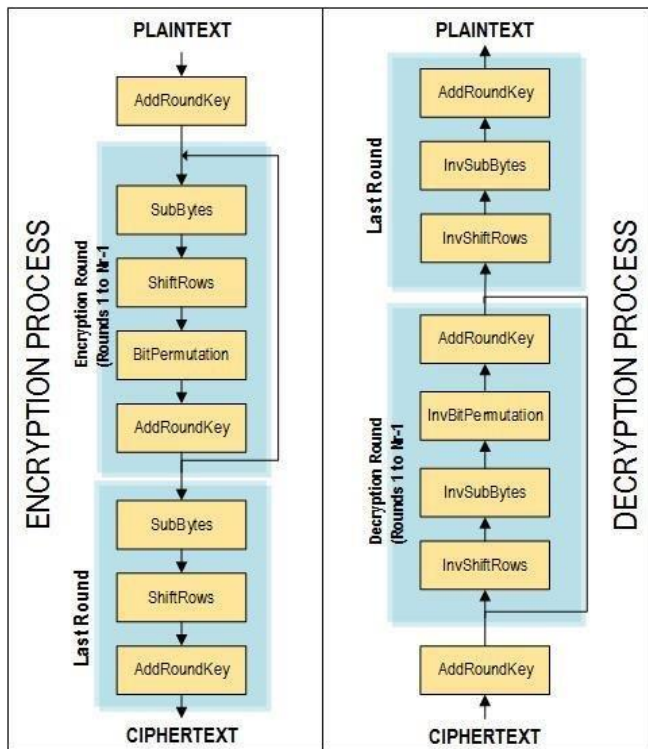 PLAINTEXT
AddRoundKey
ENCRYPTION PROCESS
Encryption Round
(Rounds 1 to Nr-1
SubBytes
ShiftRows
BitPermutation
AddRoundKey
Last Round
SubBytes
ShiftRows
AddRoundKey
CIPHERTEXT
PLAINTEXT
Last Round
AddRoundKey
InvSubBytes
InvShiftRows
DECRYPTION PROCESS
Decryption Round
(Rounds 1 to Nr-1
AddRoundKey
InvBitPermutation
InvSubBytes
InvShiftRows
AddRoundKey
CIPHERTEXT